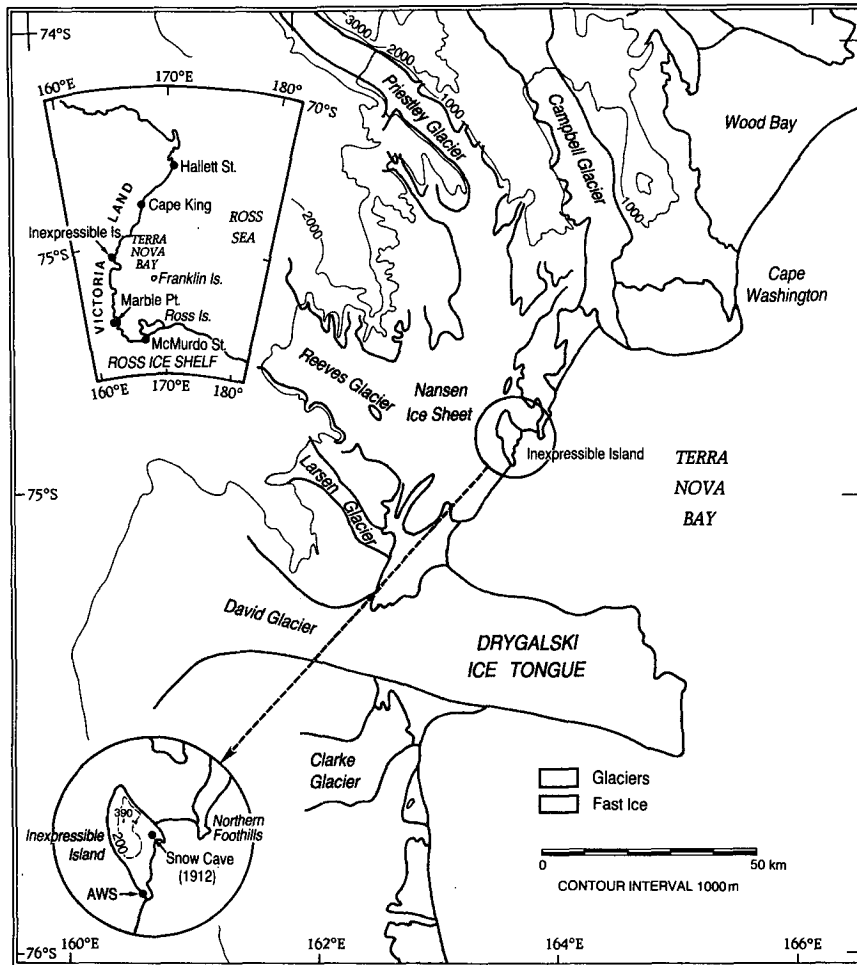 74°S
3000
2000
1000
Priestley Glacier
Campbell Glacier
1000
Wood Bay
160°E
170°E
180°
70°S
Hallett St.
Cape King
VICTORIA LAND
ROSS
SEA
Inexpressible Is.
TERRA
NOVA
BAY
75°S
Franklin Is.
Marble Pt.
Ross Is.
McMurdo St.
ROSS ICE SHELF
160°E
170°E
180°
2000
Cape
Washington
Reeves Glacier
Nansen
Ice Sheet
Inexpressible Island
TERRA
NOVA
BAY
75°S
Larsen Glacier
David Glacier
DRYGALSKI
ICE TONGUE
Clarke
Glacier
Glaciers
Fast Ice
0
50 km
CONTOUR INTERVAL 1000 m
390
200
Inexpressible
Island
Northern
Foothills
Snow Cave
(1912)
AWS
76°S
160°E
162°E
164°E
166°E